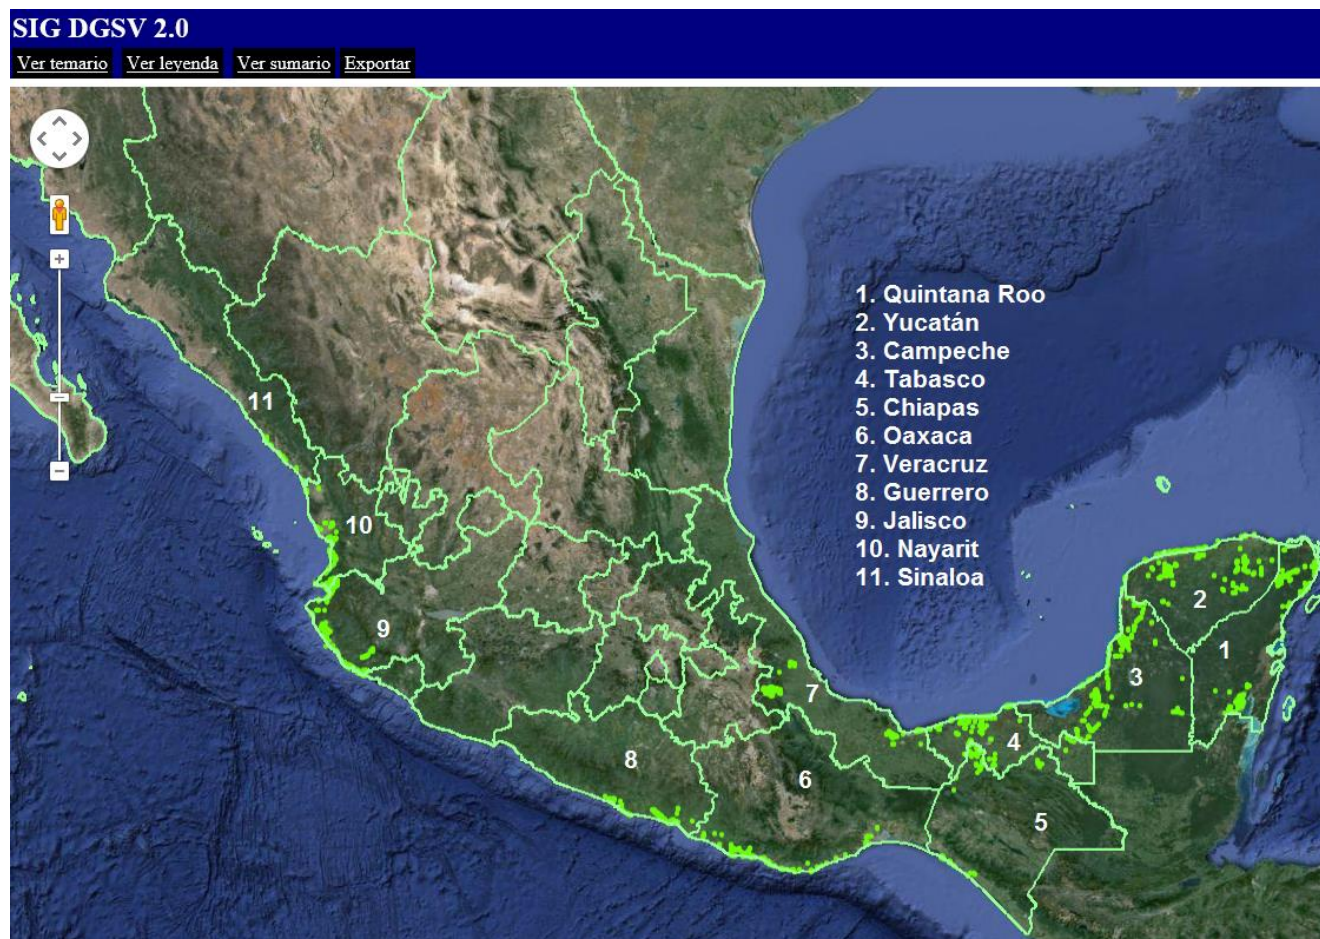 SIG DGSV 2.0
Ver temario Ver leyenda Ver sumario Exportar
1. Quintana Roo
2. Yucatán
3. Campeche
4. Tabasco
5. Chiapas
6. Oaxaca
7. Veracruz
8. Guerrero
9. Jalisco
10. Nayarit
11. Sinaloa
11
10
9
8
7
6
5
4
3
2
1